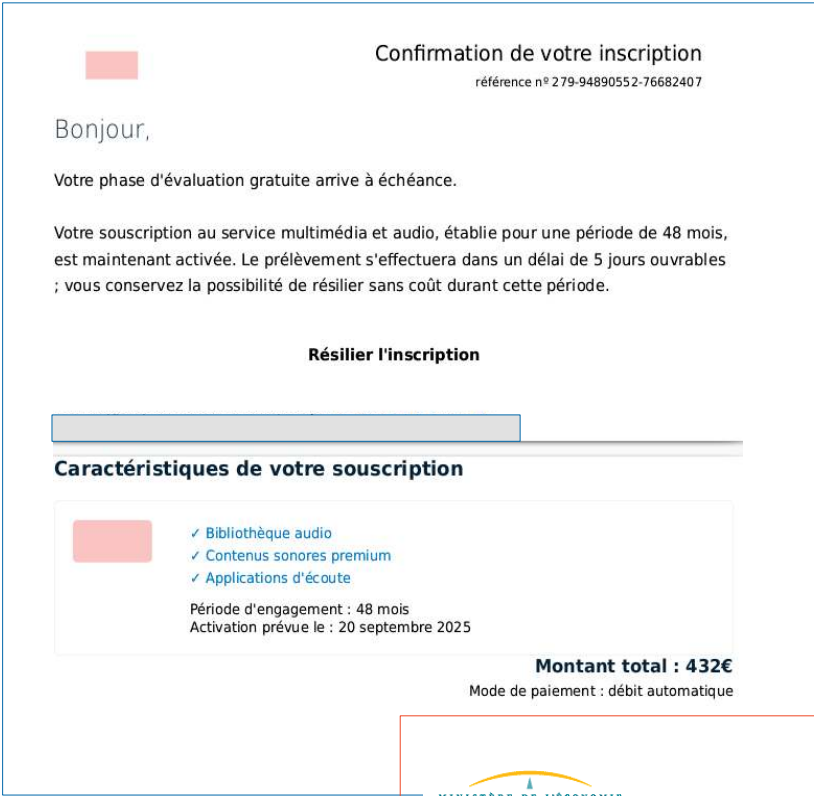 Confirmation de votre inscription
référence nº 279-94890552-76682407
Bonjour,
Votre phase d'évaluation gratuite arrive à échéance.
Votre souscription au service multimédia et audio, établie pour une période de 48 mois,
est maintenant activée. Le prélèvement s'effectuera dans un délai de 5 jours ouvrables
; vous conservez la possibilité de résilier sans coût durant cette période.
Résilier l'inscription
Caractéristiques de votre souscription
✓ Bibliothèque audio
✓ Contenus sonores premium
✓ Applications d'écoute
Période d'engagement : 48 mois
Activation prévue le : 20 septembre 2025
Montant total : 432€
Mode de paiement : débit automatique